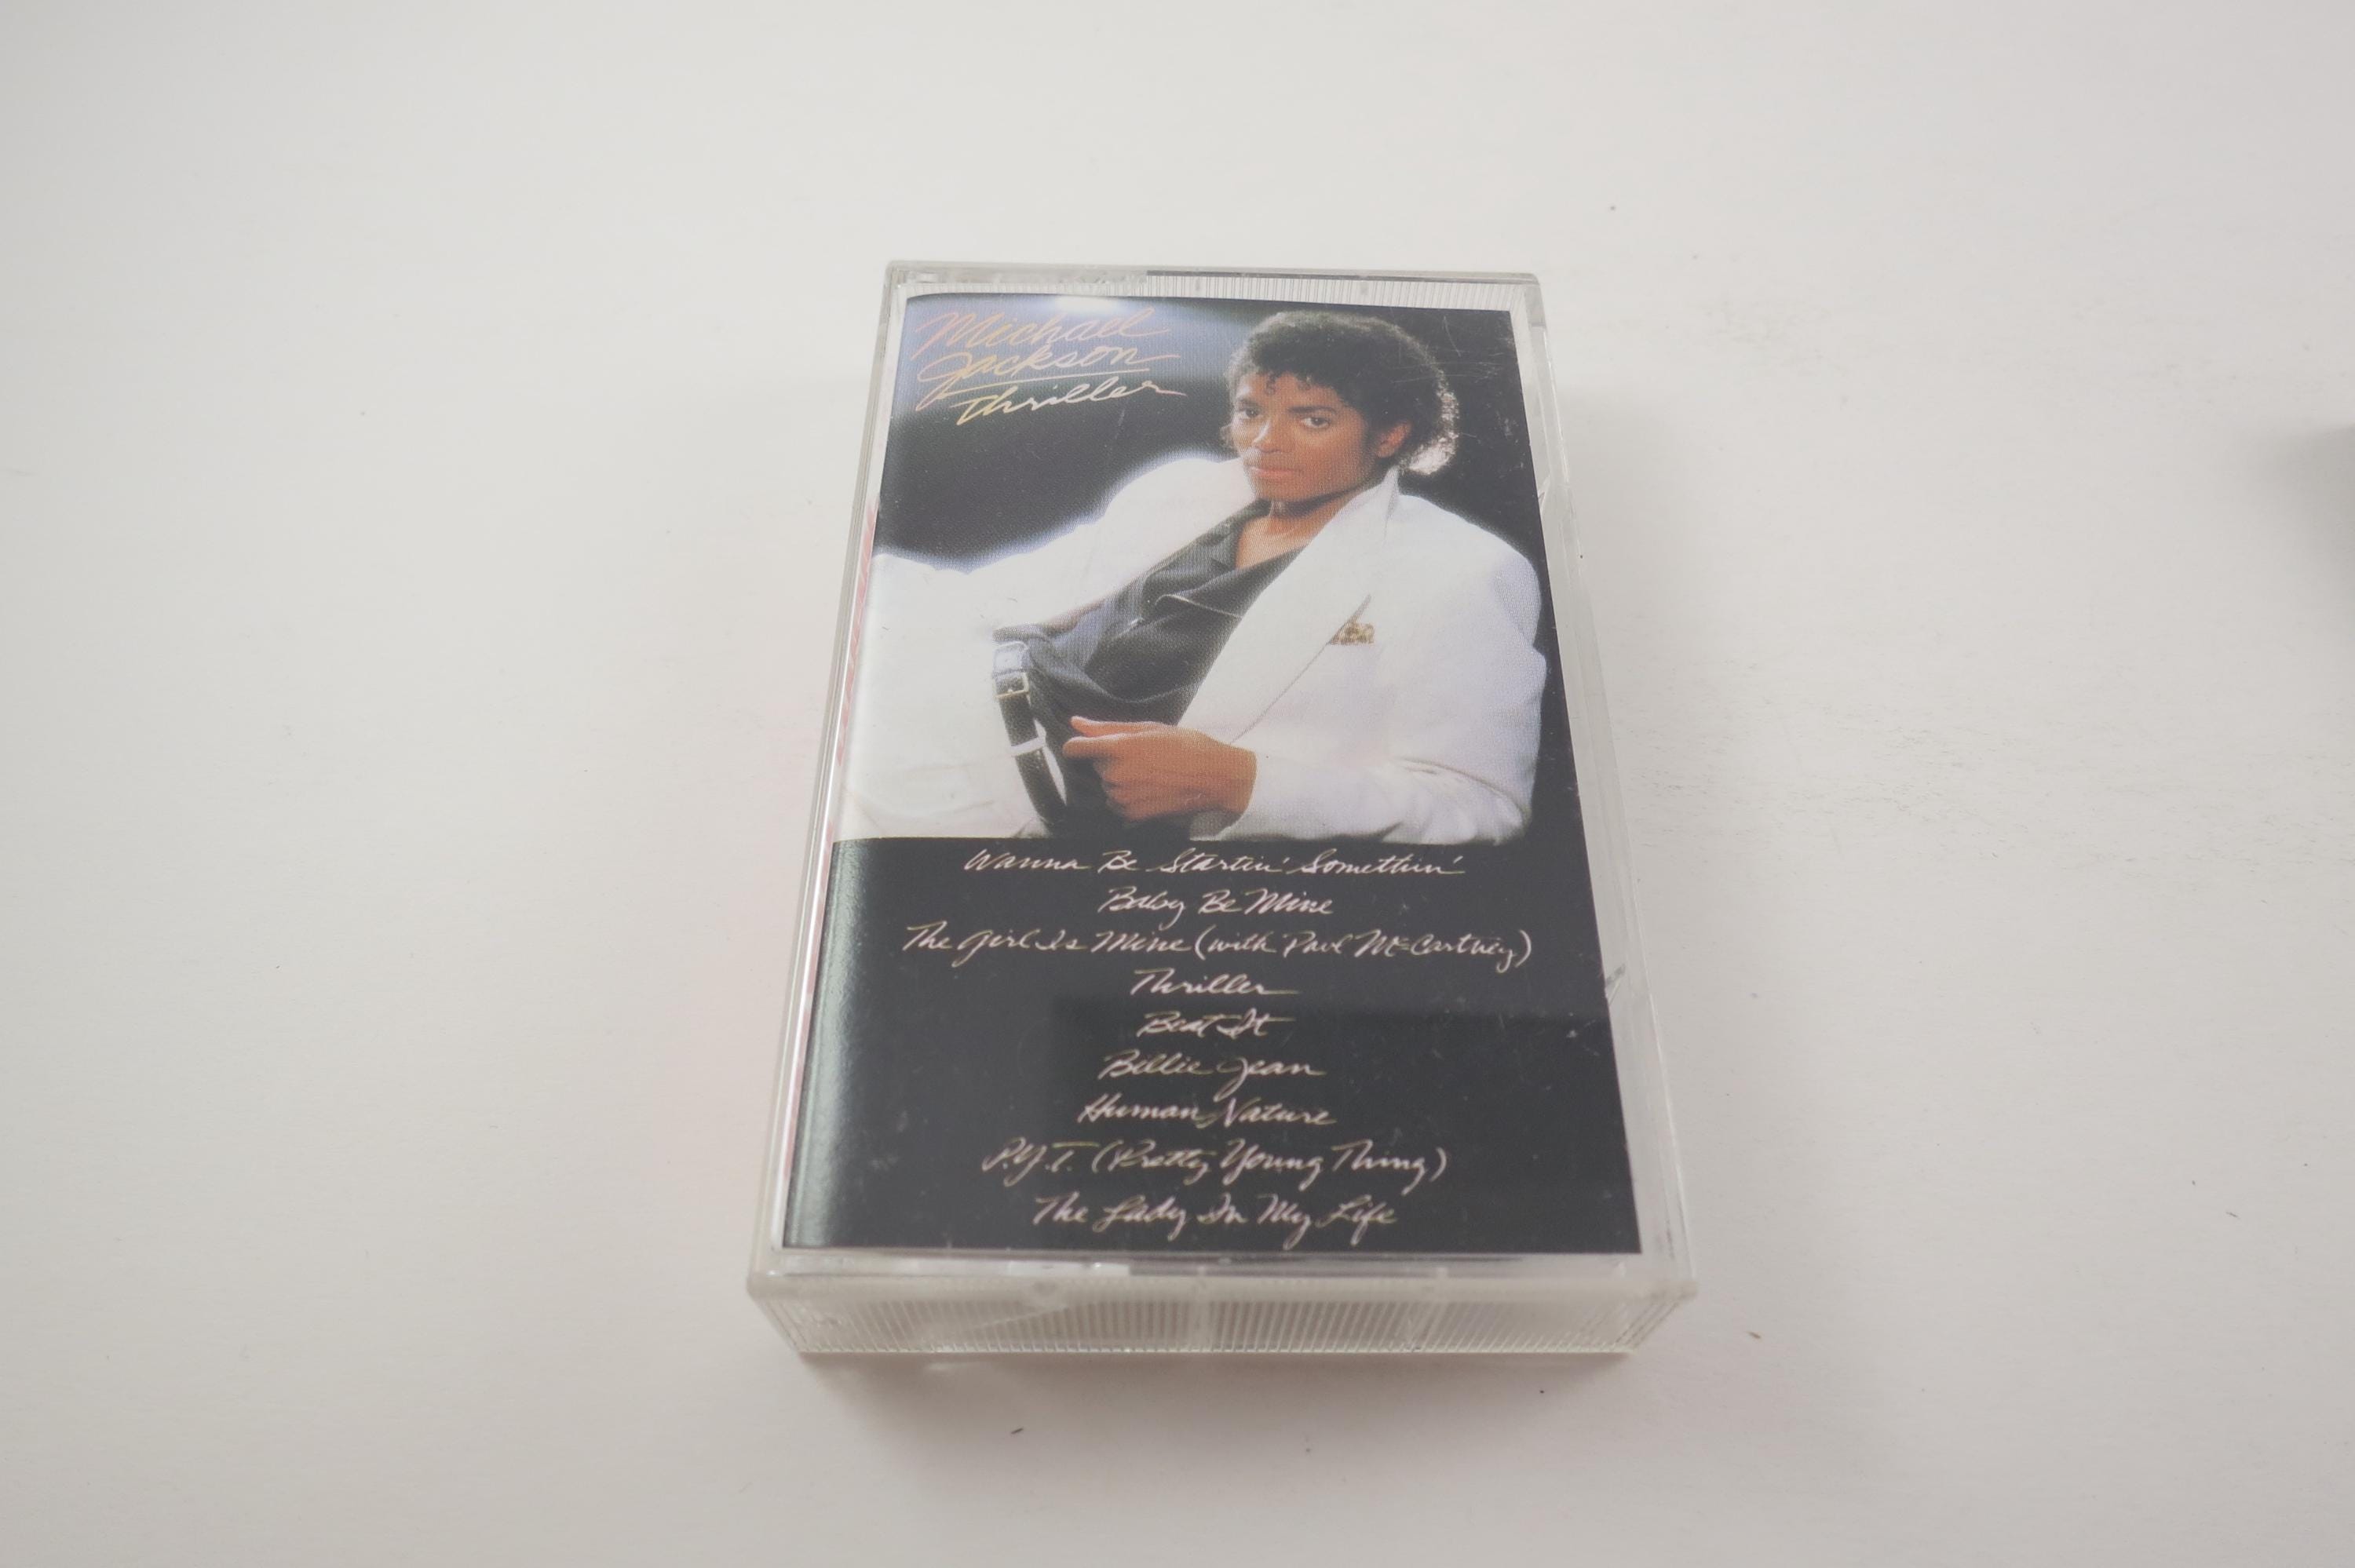 Michael
Jackson
Thriller
Wanna Be Startin' Somethin'
Baby Be Mine
The Girl Is Mine (with Paul McCartney)
Thriller
Beat It
Billie Jean
Human Nature
P.Y.T. (Pretty Young Thing)
The Lady In My Life